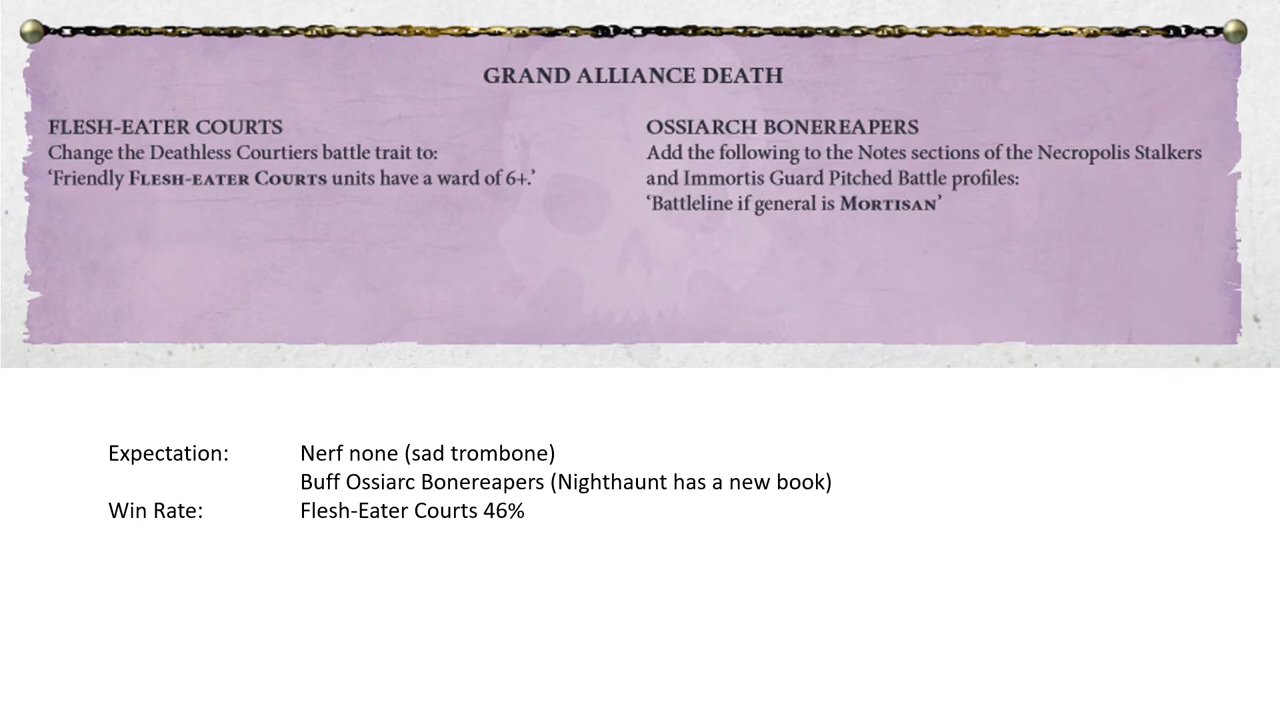 GRAND ALLIANCE DEATH
FLESH-EATER COURTS
Change the Deathless Courtiers battle trait to:
‘Friendly FLESH-EATER COURTS units have a ward of 6+.’
OSSIARCH BONEREAPERS
Add the following to the Notes sections of the Necropolis Stalkers
and Immortis Guard Pitched Battle profiles:
‘Battleline if general is MORTISAN’
Expectation: Nerf none (sad trombone)
Buff Ossiarc Bonereapers (Nighthaunt has a new book)
Win Rate: Flesh-Eater Courts 46%